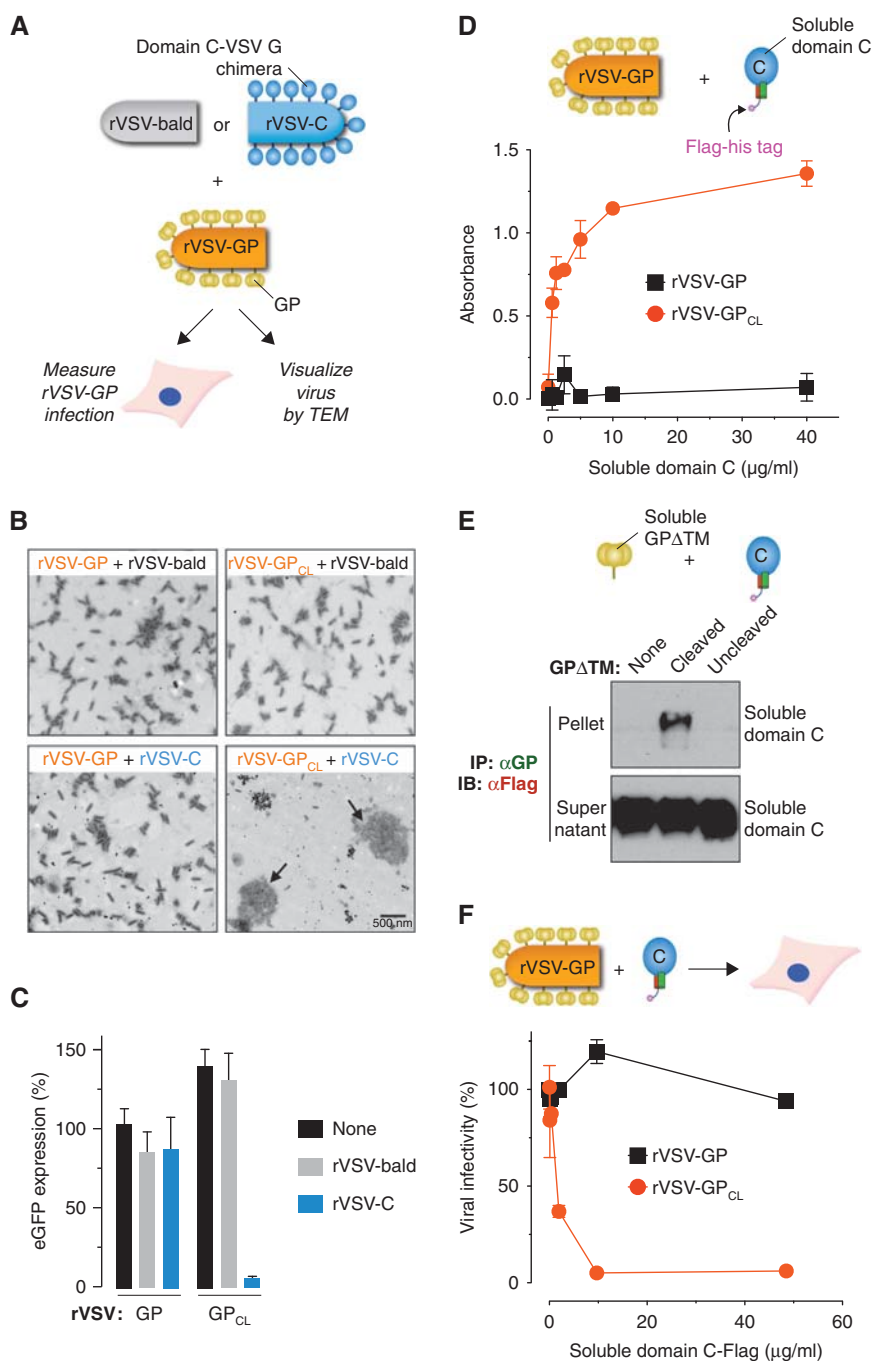 A
Domain C-VSV G
chimera
rVSV-bald
or
rVSV-C
+
rVSV-GP
GP
Measure
rVSV-GP
infection
Visualize
virus
by TEM
B
rVSV-GP + rVSV-bald
rVSV-GPCL + rVSV-bald
rVSV-GP + rVSV-C
rVSV-GPCL + rVSV-C
500 nm
C
eGFP expression (%)
150
100
50
0
None
rVSV-bald
rVSV-C
rVSV: GP GPCL
D
Soluble
domain C
rVSV-GP + C
Flag-his tag
Absorbance
1.5
1.0
0.5
0.0
rVSV-GP
rVSV-GPCL
0 10 20 30 40
Soluble domain C (µg/ml)
E
Soluble
GPΔTM
+
C
GPΔTM: None Cleaved Uncleaved
Pellet
Soluble
domain C
IP: αGP
IB: αFlag
Super
natant
Soluble
domain C
F
rVSV-GP + C
Viral infectivity (%)
100
50
0
rVSV-GP
rVSV-GPCL
0 20 40 60
Soluble domain C-Flag (µg/ml)